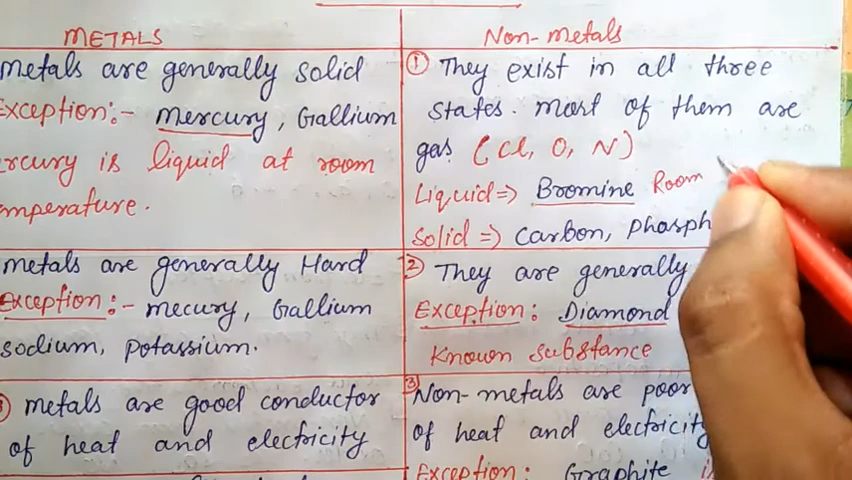 METALS
metals are generally solid
Exception:- mercury, Gallium
ercury is liquid at room
mperature.
metals are generally Hard
Exception:- mecury, Gallium
sodium, potassium.
metals are good conductor
of heat and electricity
Non-metals
① They exist in all three
states. most of them are
gas (Cl, O, N)
Liquid=> Bromine Room
Solid => Carbon, phosph
② They are generally
Exception: Diamond
Known substance
③ Non-metals are poor
of heat and electricity
Exception: Graphite i